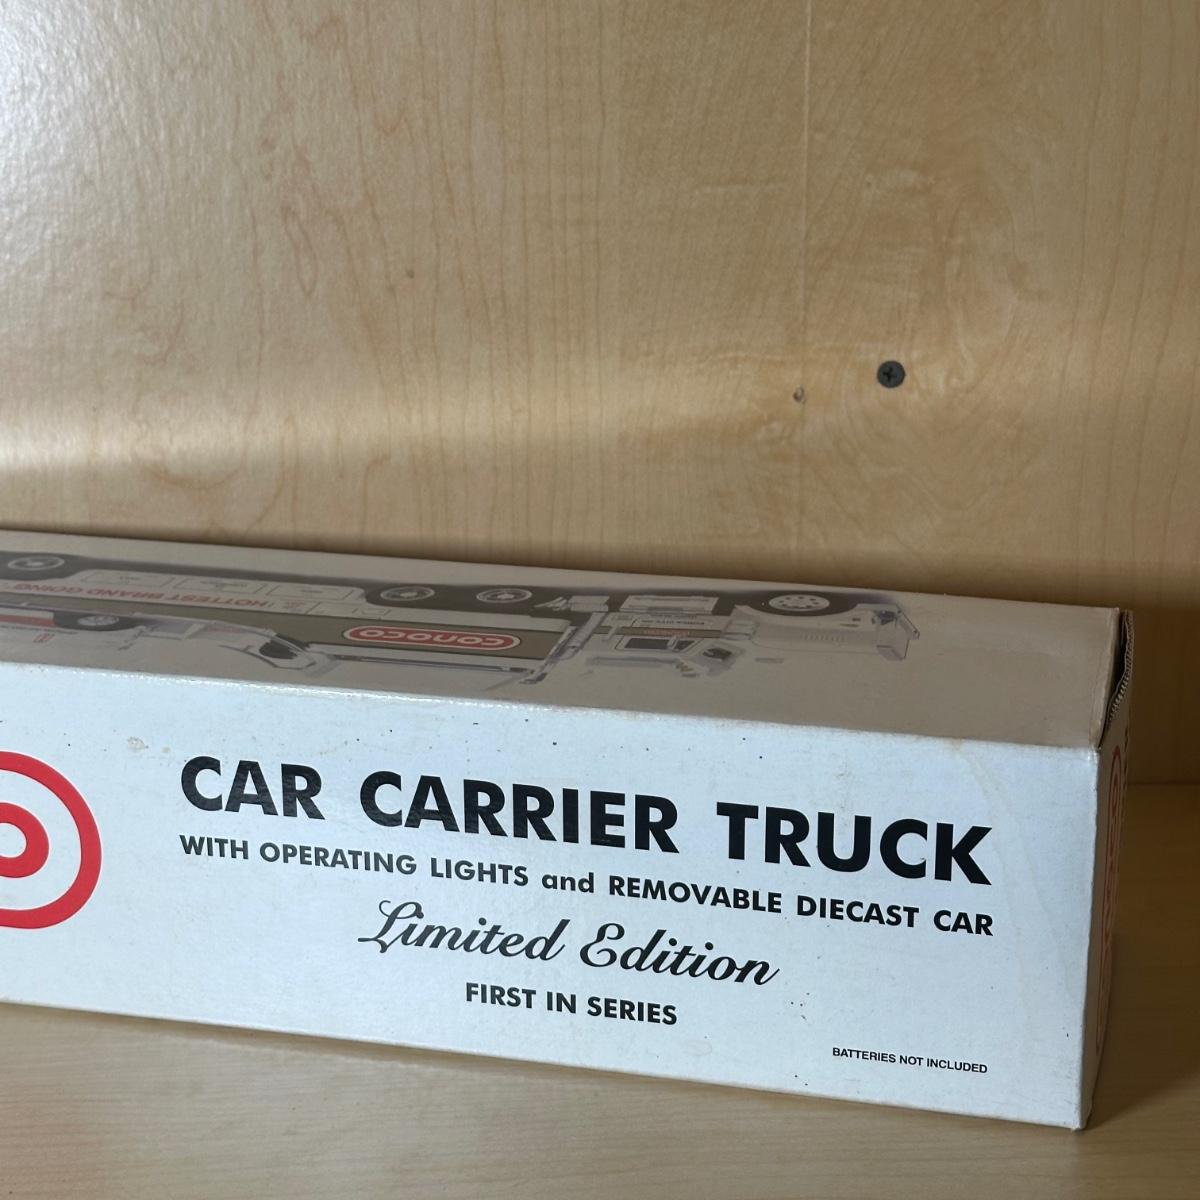 HOTTEST BRAND GOING
CONOCO
CAR CARRIER TRUCK
WITH OPERATING LIGHTS and REMOVABLE DIECAST CAR
Limited Edition
FIRST IN SERIES
BATTERIES NOT INCLUDED